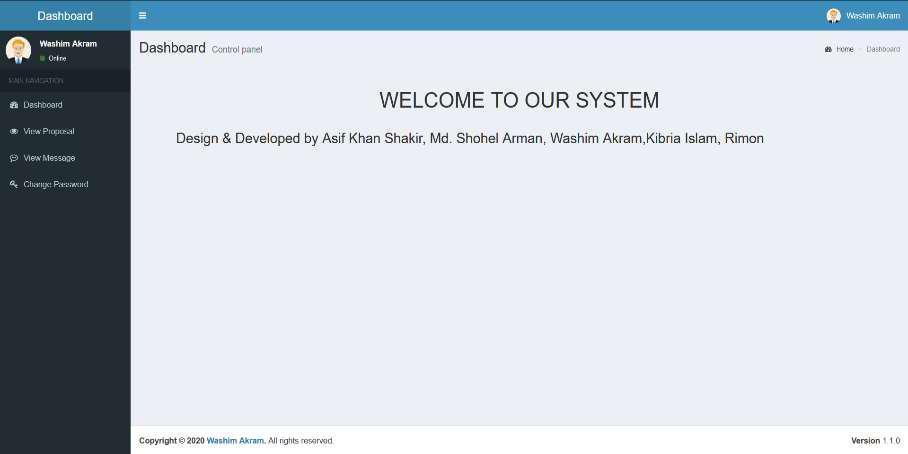 Dashboard
Washim Akram
Washim Akram
Online
MAIN NAVIGATION
Dashboard
View Proposal
View Message
Change Password
Dashboard Control panel
Home > Dashboard
WELCOME TO OUR SYSTEM
Design & Developed by Asif Khan Shakir, Md. Shohel Arman, Washim Akram,Kibria Islam, Rimon
Copyright © 2020 Washim Akram. All rights reserved.
Version 1.1.0